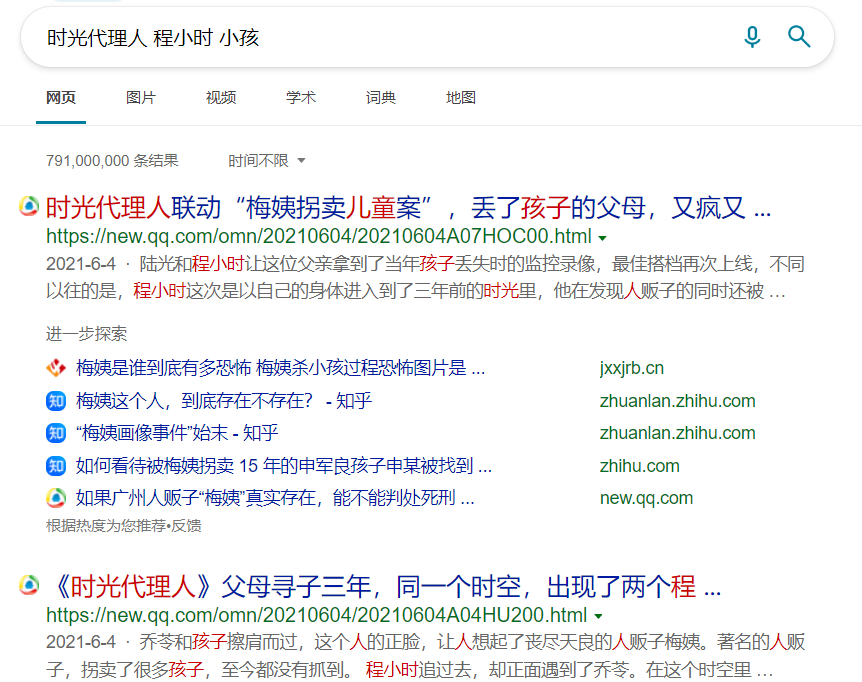 时光代理人 程小时 小孩
网页 图片 视频 学术 词典 地图
791,000,000 条结果 时间不限
时光代理人联动“梅姨拐卖儿童案”，丢了孩子的父母，又疯又 ...
https://new.qq.com/omn/20210604/20210604A07HOC00.html
2021-6-4 · 陆光和程小时让这位父亲拿到了当年孩子丢失时的监控录像，最佳搭档再次上线，不同
以往的是，程小时这次是以自己的身体进入到了三年前的时光里，他在发现人贩子的同时还被 …
进一步探索
梅姨是谁到底有多恐怖 梅姨杀小孩过程恐怖图片是 ... jxxjrb.cn
梅姨这个人，到底存在不存在？ - 知乎 zhuanlan.zhihu.com
“梅姨画像事件”始末 - 知乎 zhuanlan.zhihu.com
知 如何看待被梅姨拐卖 15 年的申军良孩子申某被找到 ... zhihu.com
如果广州人贩子“梅姨”真实存在，能不能判处死刑 ... new.qq.com
根据热度为您推荐•反馈
《时光代理人》父母寻子三年，同一个时空，出现了两个程 ...
https://new.qq.com/omn/20210604/20210604A04HU200.html
2021-6-4 · 乔苓和孩子擦肩而过，这个人的正脸，让人想起了丧尽天良的人贩子梅姨。著名的人贩
子，拐卖了很多孩子，至今都没有抓到。 程小时追过去，却正面遇到了乔苓。在这个时空里 …